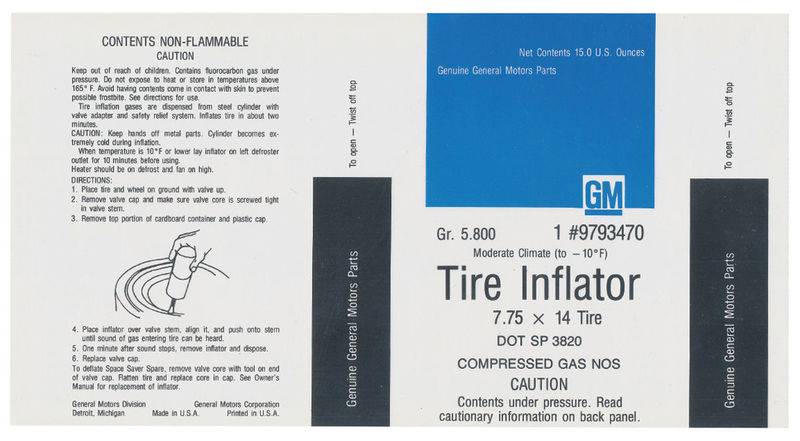 CONTENTS NON-FLAMMABLE
CAUTION
Keep out of reach of children. Contains fluorocarbon gas under
pressure. Do not expose to heat or store in temperatures above
165° F. Avoid having contents come in contact with skin to prevent
possible frostbite. See directions for use.
Tire inflation gases are dispensed from steel cylinder with
valve adapter and safety relief system. Inflates tire in about two
minutes.
CAUTION: Keep hands off metal parts. Cylinder becomes ex-
tremely cold during inflation.
When temperature is 10°F or lower lay inflator on left defroster
outlet for 10 minutes before using.
Heater should be on defrost and fan on high.
DIRECTIONS:
1. Place tire and wheel on ground with valve up.
2. Remove valve cap and make sure valve core is screwed tight
in valve stem.
3. Remove top portion of cardboard container and plastic cap.
4. Place inflator over valve stem, align it, and push onto stem
until sound of gas entering tire can be heard.
5. One minute after sound stops, remove inflator and dispose.
6. Replace valve cap.
To deflate Space Saver Spare, remove valve core with tool on end
of valve cap. Flatten tire and replace core in cap. See Owner's
Manual for replacement of inflator.
General Motors Division General Motors Corporation
Detroit, Michigan Made in U.S.A. Printed in U.S.A.
To open — Twist off top
Genuine General Motors Parts
Net Contents 15.0 U.S. Ounces
Genuine General Motors Parts
GM
Gr. 5.800 1 #9793470
Moderate Climate (to −10°F)
Tire Inflator
7.75 × 14 Tire
DOT SP 3820
COMPRESSED GAS NOS
CAUTION
Contents under pressure. Read
cautionary information on back panel.
To open — Twist off top
Genuine General Motors Parts